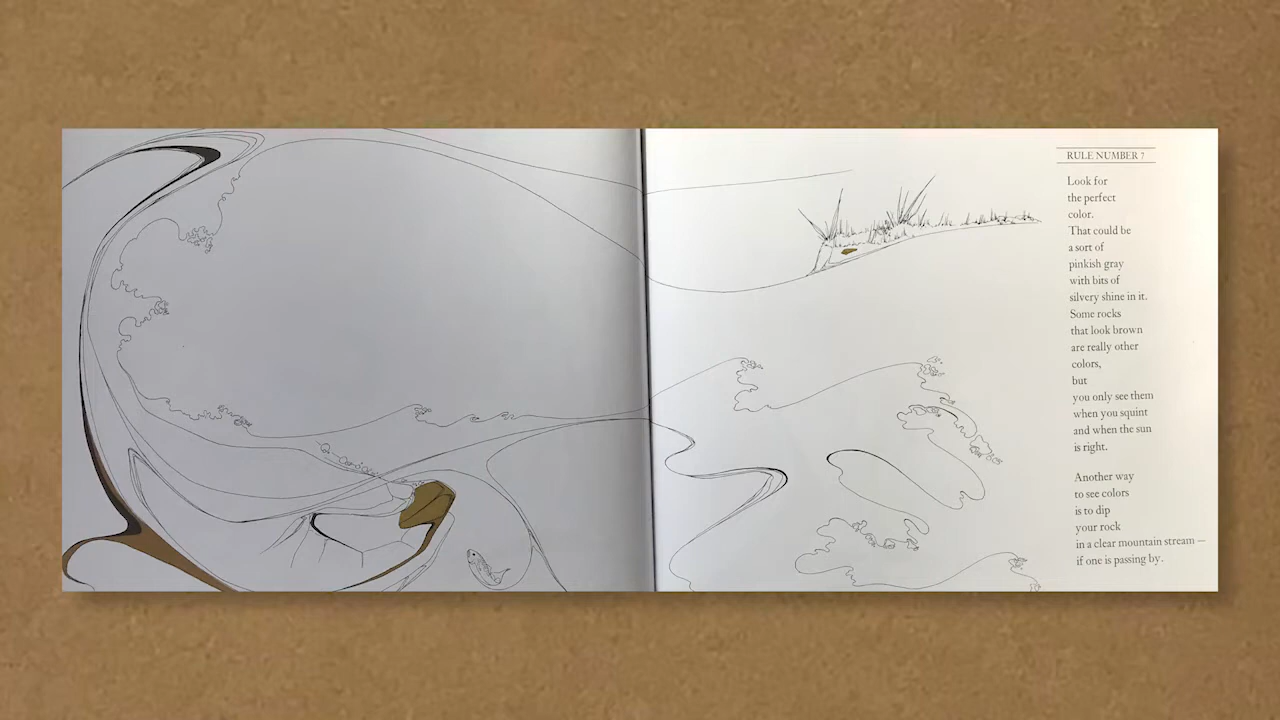 RULE NUMBER 7
Look for
the perfect
color.
That could be
a sort of
pinkish gray
with bits of
silvery shine in it.
Some rocks
that look brown
are really other
colors,
but
you only see them
when you squint
and when the sun
is right.
Another way
to see colors
is to dip
your rock
in a clear mountain stream —
if one is passing by.